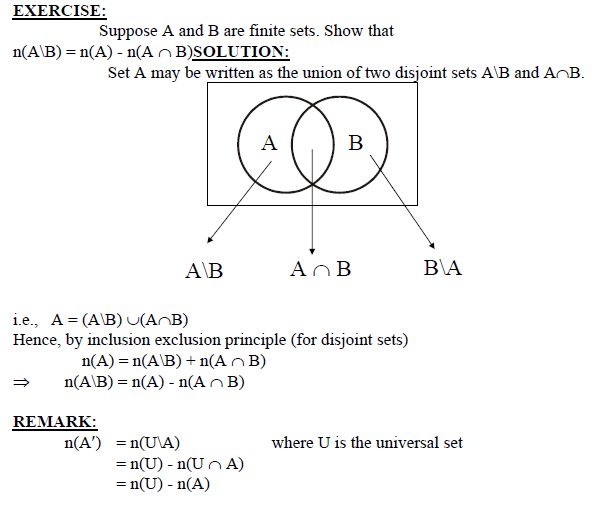 EXERCISE:
Suppose A and B are finite sets. Show that
n(A\B) = n(A) - n(A ∩ B)SOLUTION:
Set A may be written as the union of two disjoint sets A\B and A∩B.
A B
A\B A ∩ B B\A
i.e., A = (A\B) ∪(A∩B)
Hence, by inclusion exclusion principle (for disjoint sets)
n(A) = n(A\B) + n(A ∩ B)
⇒ n(A\B) = n(A) - n(A ∩ B)
REMARK:
n(A′) = n(U\A) where U is the universal set
= n(U) - n(U ∩ A)
= n(U) - n(A)